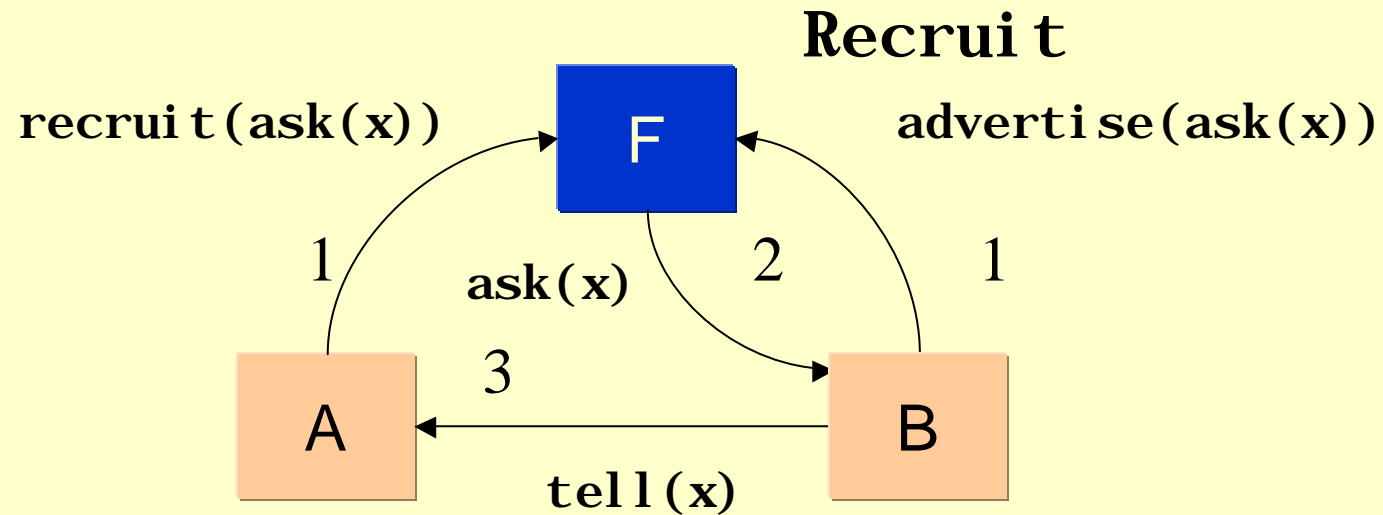 Recruit
recruit(ask(x))
F
advertise(ask(x))
1
ask(x)
2
1
3
A
B
tell(x)